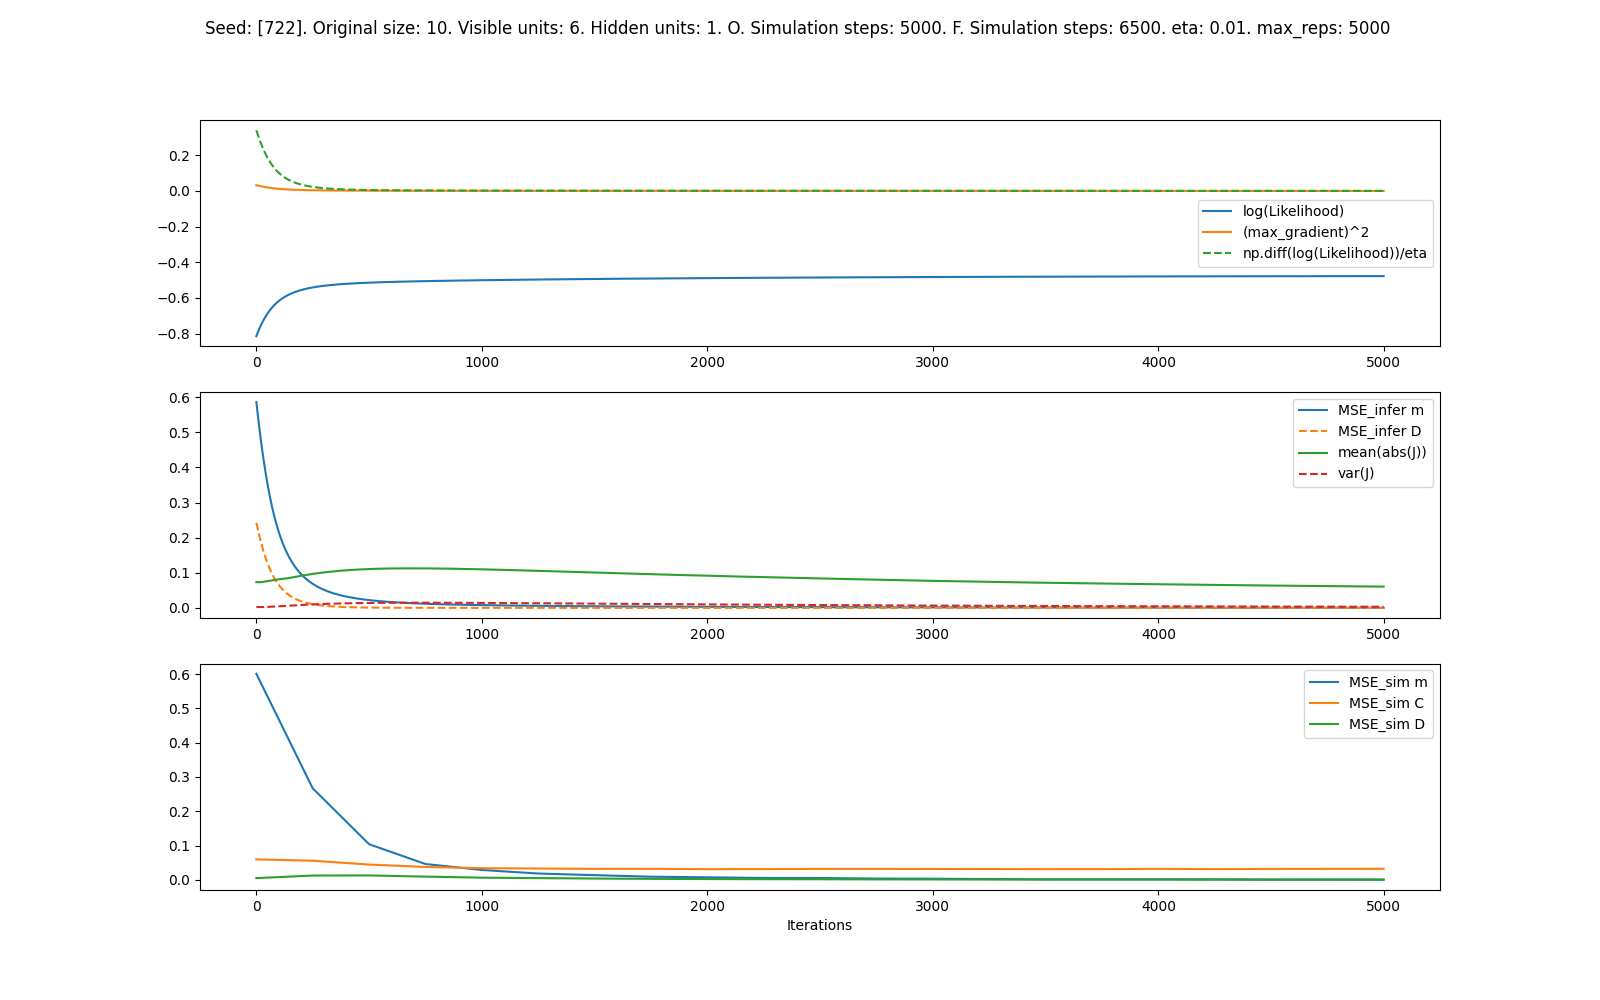 Seed: [722]. Original size: 10. Visible units: 6. Hidden units: 1. O. Simulation steps: 5000. F. Simulation steps: 6500. eta: 0.01. max_reps: 5000
0.2
0.0
−0.2
−0.4
−0.6
−0.8
log(Likelihood)
(max_gradient)^2
np.diff(log(Likelihood))/eta
0 1000 2000 3000 4000 5000
0.6
0.5
0.4
0.3
0.2
0.1
0.0
MSE_infer m
MSE_infer D
mean(abs(J))
var(J)
0 1000 2000 3000 4000 5000
0.6
0.5
0.4
0.3
0.2
0.1
0.0
MSE_sim m
MSE_sim C
MSE_sim D
0 1000 2000 3000 4000 5000
Iterations